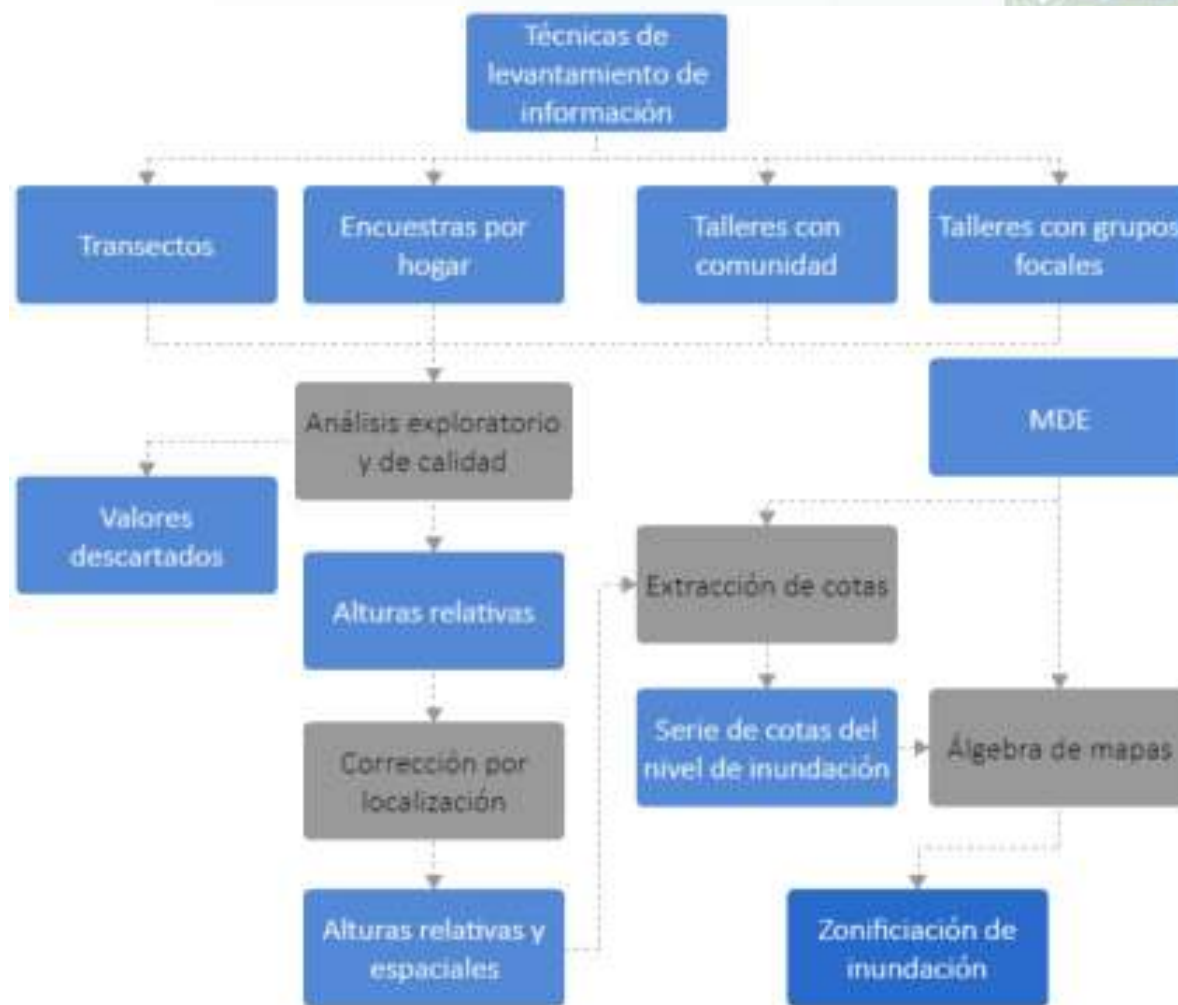 Técnicas de
levantamiento de
información
Transectos
Encuestras por
hogar
Talleres con
comunidad
Talleres con grupos
focales
MDE
Análisis exploratorio
y de calidad
Valores
descartados
Alturas relativas
Extracción de cotas
Serie de cotas del
nivel de inundación
Álgebra de mapas
Corrección por
localización
Alturas relativas y
espaciales
Zonificiación de
inundación